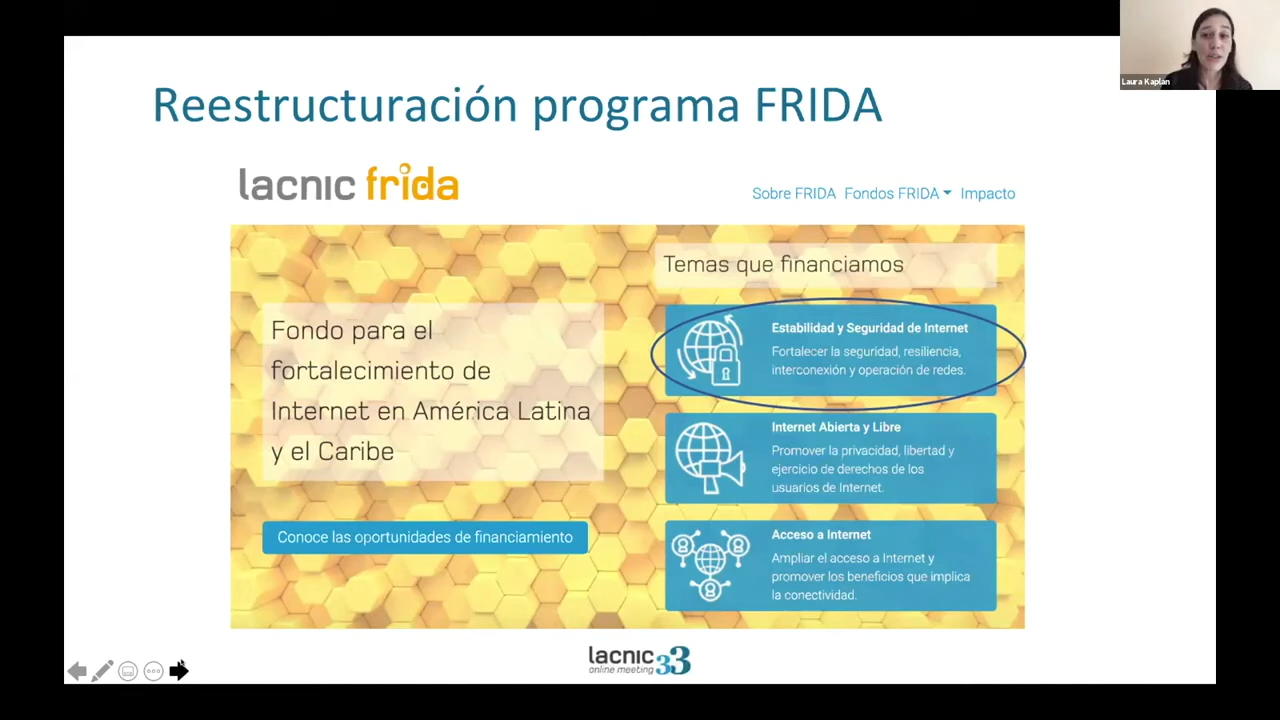 Laura Kaplan
Reestructuración programa FRIDA
lacnic frida
Sobre FRIDA Fondos FRIDA Impacto
Fondo para el
fortalecimiento de
Internet en América Latina
y el Caribe
Conoce las oportunidades de financiamiento
Temas que financiamos
Estabilidad y Seguridad de Internet
Fortalecer la seguridad, resiliencia,
interconexión y operación de redes.
Internet Abierta y Libre
Promover la privacidad, libertad y
ejercicio de derechos de los
usuarios de Internet.
Acceso a Internet
Ampliar el acceso a Internet y
promover los beneficios que implica
la conectividad.
lacnic 33
online meeting